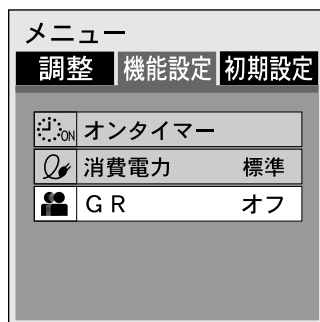 メニュー
調整 機能設定 初期設定
ON オンタイマー
消費電力 標準
GR オフ